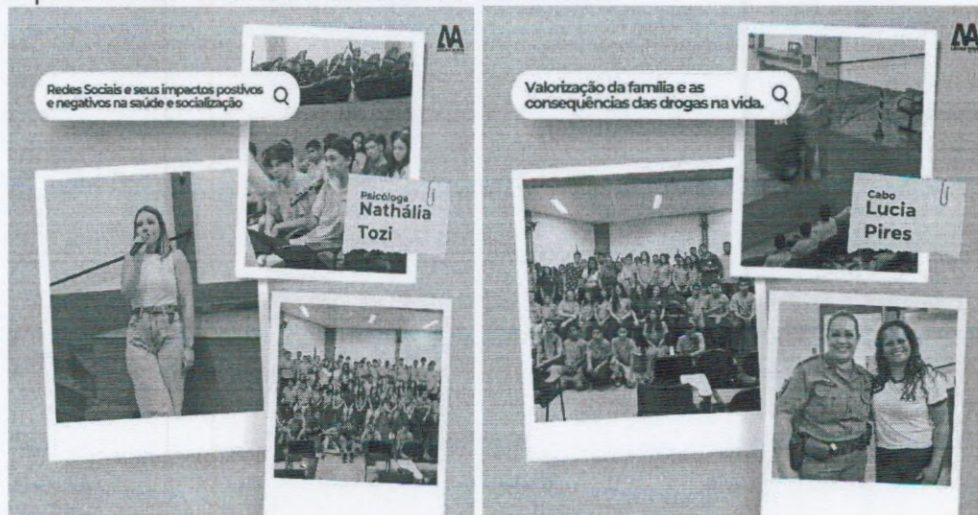 Redes Sociais e seus impactos postivos
e negativos na saúde e socialização
Psicóloga
Nathália
Tozi
Valorização da família e as
consequências das drogas na vida.
Cabo
Lucia
Pires